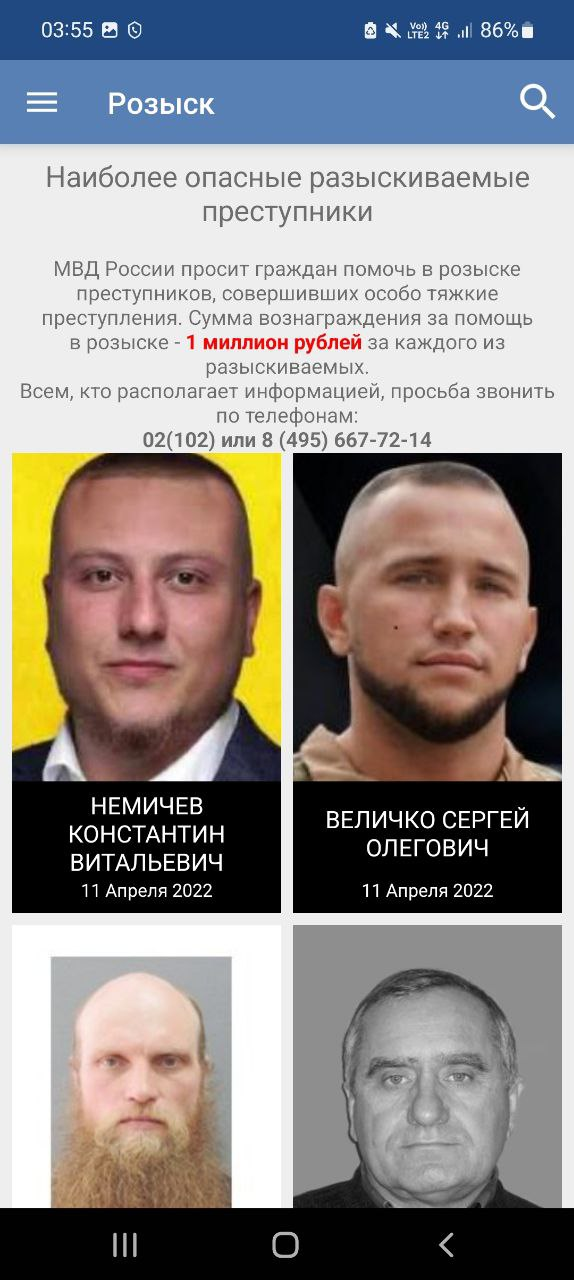 03:55
Vo))
LTE2
4G
86%
Розыск
Наиболее опасные разыскиваемые
преступники
МВД России просит граждан помочь в розыске
преступников, совершивших особо тяжкие
преступления. Сумма вознаграждения за помощь
в розыске - 1 миллион рублей за каждого из
разыскиваемых.
Всем, кто располагает информацией, просьба звонить
по телефонам:
02(102) или 8 (495) 667-72-14
НЕМИЧЕВ
КОНСТАНТИН
ВИТАЛЬЕВИЧ
11 Апреля 2022
ВЕЛИЧКО СЕРГЕЙ
ОЛЕГОВИЧ
11 Апреля 2022